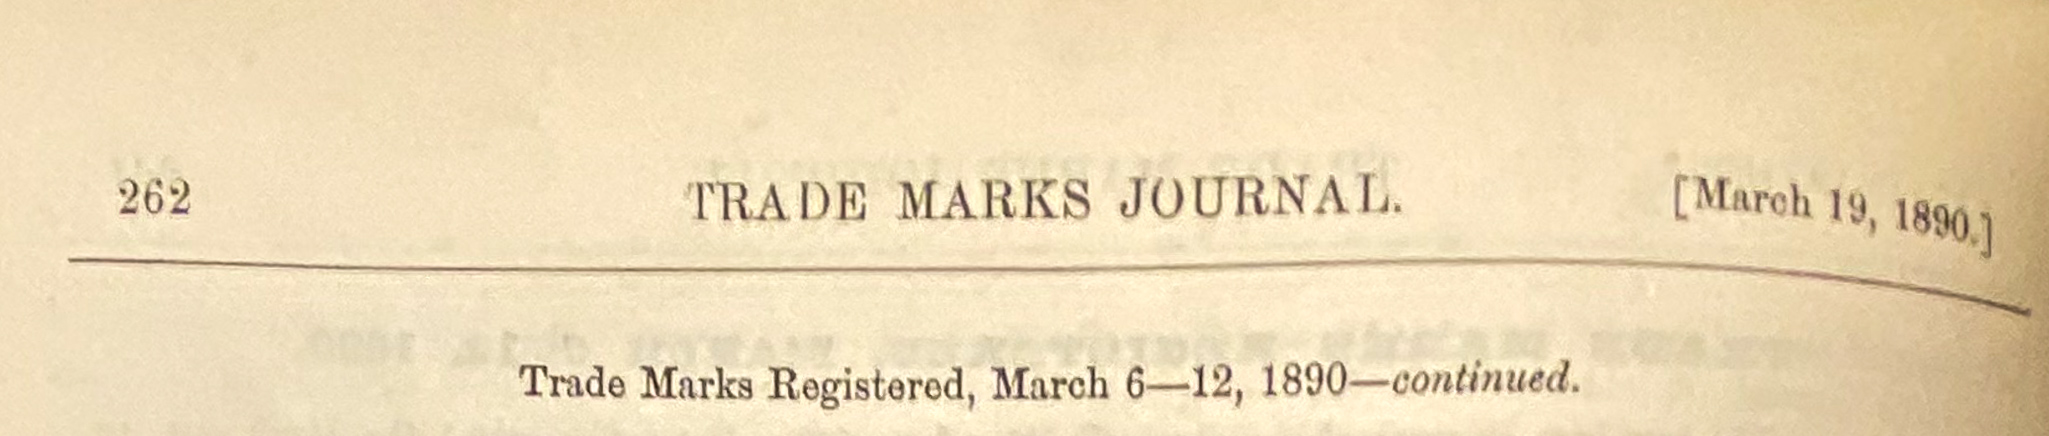 262 TRADE MARKS JOURNAL. [March 19, 1890.]
Trade Marks Registered, March 6—12, 1890—continued.